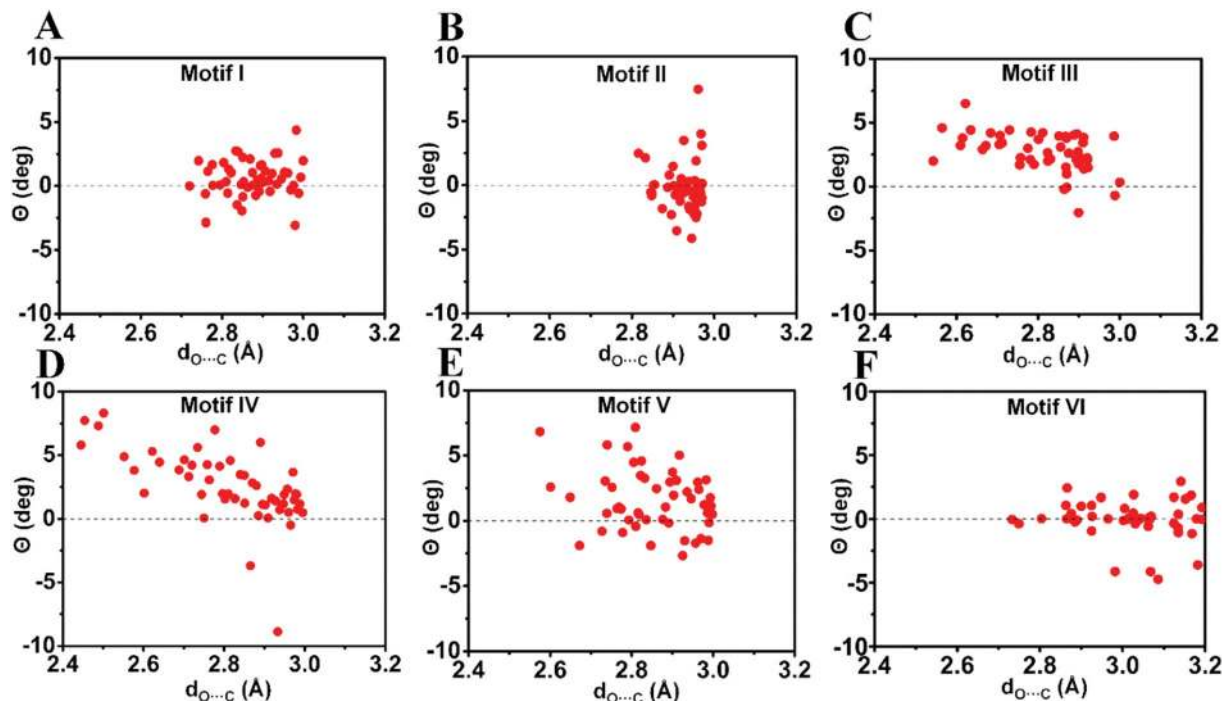 A
Motif I
10
5
0
-5
-10
Θ (deg)
2.4 2.6 2.8 3.0 3.2
dO···C (Å)
B
Motif II
10
5
0
-5
-10
Θ (deg)
2.4 2.6 2.8 3.0 3.2
dO···C (Å)
C
Motif III
10
5
0
-5
-10
Θ (deg)
2.4 2.6 2.8 3.0 3.2
dO···C (Å)
D
Motif IV
10
5
0
-5
-10
Θ (deg)
2.4 2.6 2.8 3.0 3.2
dO···C (Å)
E
Motif V
10
5
0
-5
-10
Θ (deg)
2.4 2.6 2.8 3.0 3.2
dO···C (Å)
F
Motif VI
10
5
0
-5
-10
Θ (deg)
2.4 2.6 2.8 3.0 3.2
dO···C (Å)